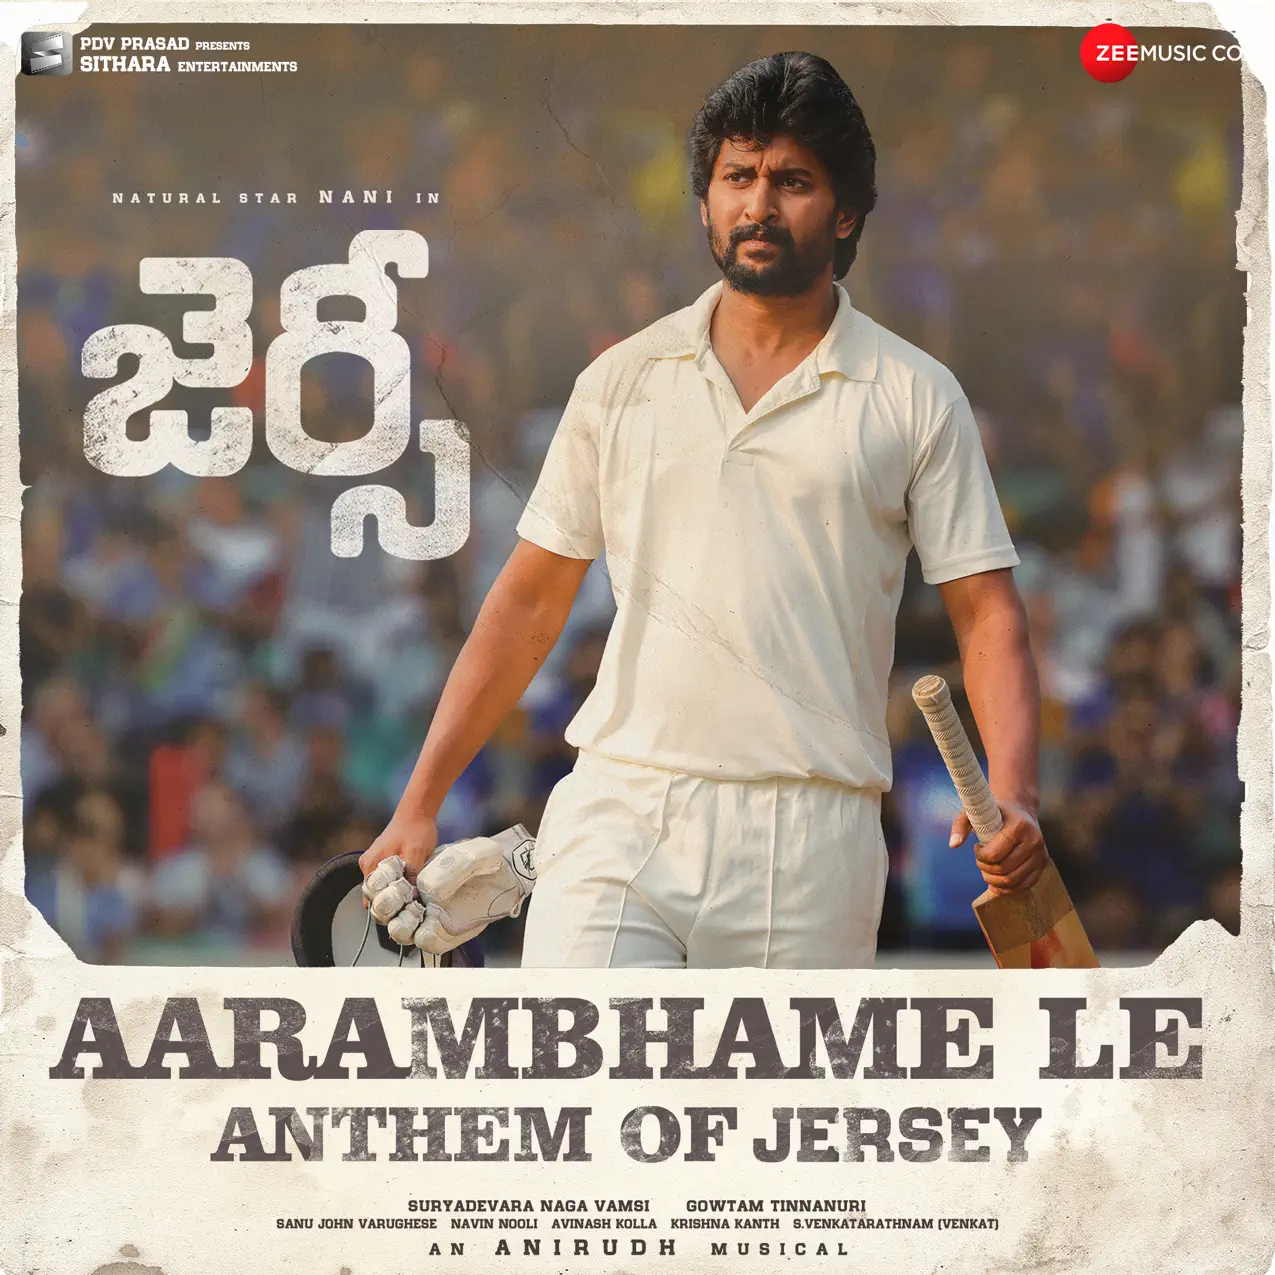 PDV PRASAD PRESENTS
SITHARA ENTERTAINMENTS
ZEEMUSIC CO
NATURAL STAR NANI IN
జెర్సీ
AARAMBHAME LE
ANTHEM OF JERSEY
SURYADEVARA NAGA VAMSI GOWTAM TINNANURI
SANU JOHN VARUGHESE NAVIN NOOLI AVINASH KOLLA KRISHNA KANTH S.VENKATARATHNAM (VENKAT)
AN ANIRUDH MUSICAL